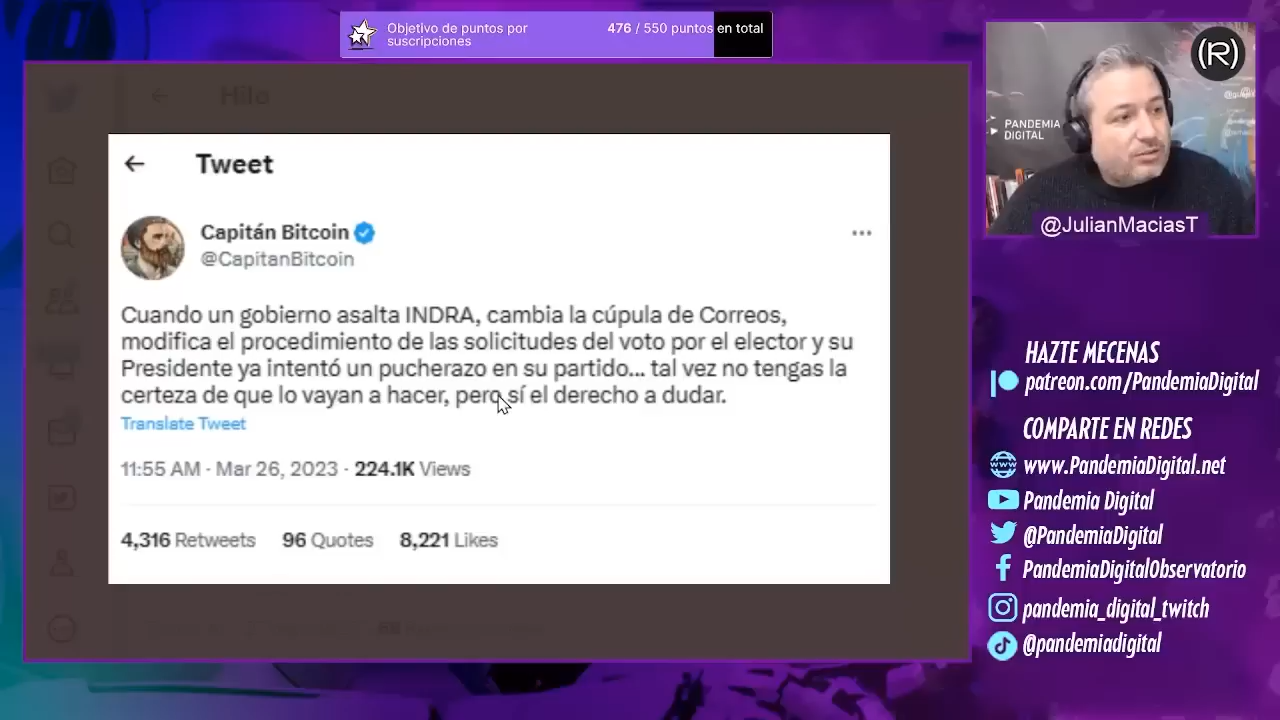 Objetivo de puntos por
suscripciones
476 / 550 puntos en total
Hilo
Tweet
Capitán Bitcoin
@CapitanBitcoin
Cuando un gobierno asalta INDRA, cambia la cúpula de Correos,
modifica el procedimiento de las solicitudes del voto por el elector y su
Presidente ya intentó un pucherazo en su partido... tal vez no tengas la
certeza de que lo vayan a hacer, pero sí el derecho a dudar.
Translate Tweet
11:55 AM · Mar 26, 2023 · 224.1K Views
4,316 Retweets 96 Quotes 8,221 Likes
(R)
PANDEMIA
DIGITAL
@JulianMaciasT
HAZTE MECENAS
patreon.com/PandemiaDigital
COMPARTE EN REDES
www.PandemiaDigital.net
Pandemia Digital
@PandemiaDigital
PandemiaDigitalObservatorio
pandemia_digital_twitch
@pandemiadigital